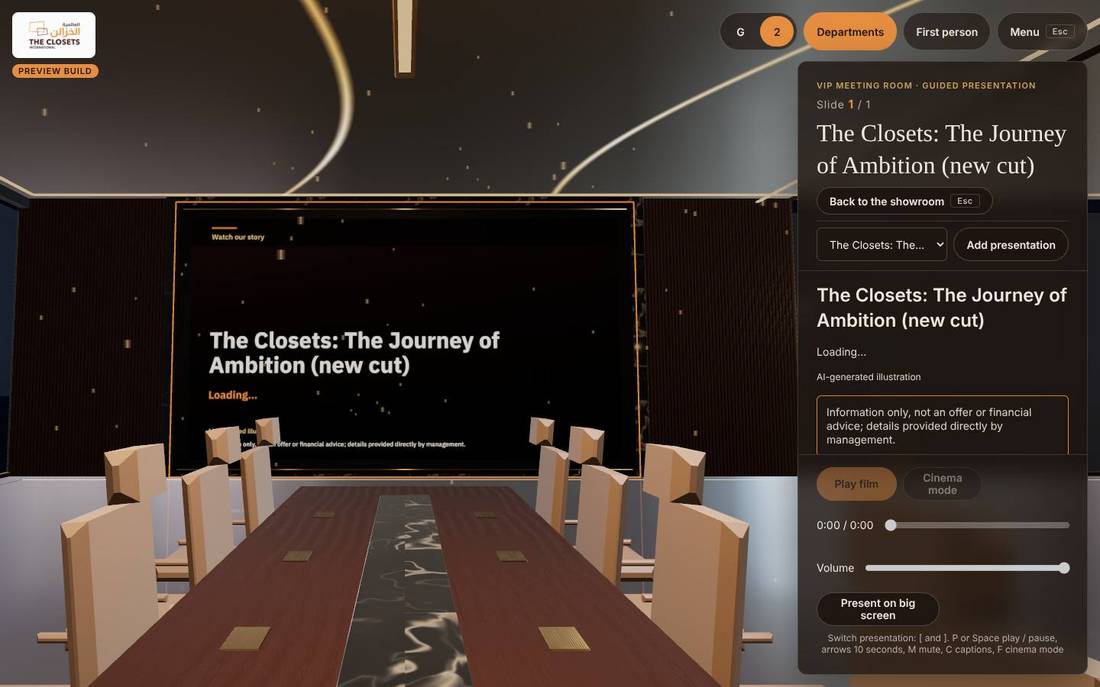 العالمية
الخزائن
THE CLOSETS
INTERNATIONAL
PREVIEW BUILD
G
2
Departments
First person
Menu Esc
VIP MEETING ROOM · GUIDED PRESENTATION
Slide 1 / 1
The Closets: The Journey
of Ambition (new cut)
Back to the showroom Esc
The Closets: The...
Add presentation
The Closets: The Journey of
Ambition (new cut)
Loading...
AI-generated illustration
Information only, not an offer or financial
advice; details provided directly by
management.
Play film
Cinema
mode
0:00 / 0:00
Volume
Present on big
screen
Switch presentation: [ and ]. P or Space play / pause,
arrows 10 seconds, M mute, C captions, F cinema mode
Watch our story
The Closets: The Journey of
Ambition (new cut)
Loading...
only, offer or financial advice; details provided directly by management.